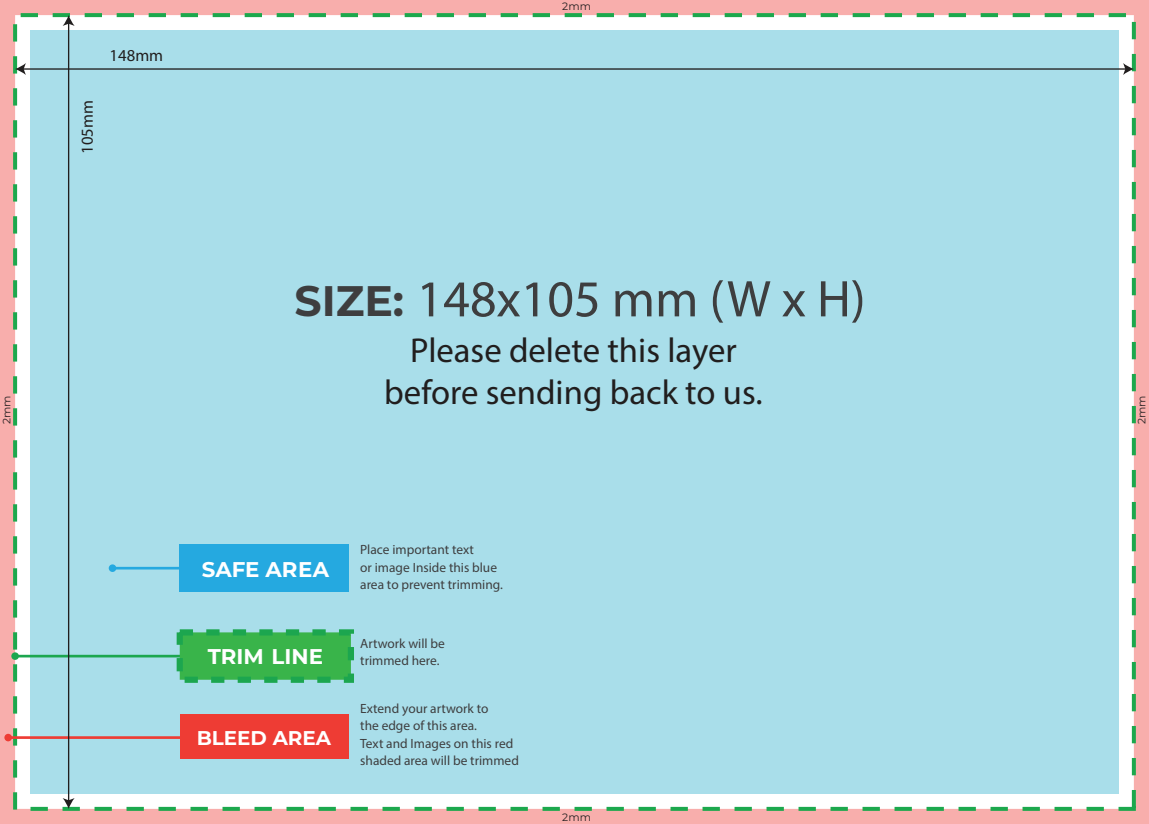 2mm
148mm
105mm
SIZE: 148x105 mm (W x H)
Please delete this layer
before sending back to us.
2mm
2mm
SAFE AREA
Place important text
or image Inside this blue
area to prevent trimming.
TRIM LINE
Artwork will be
trimmed here.
BLEED AREA
Extend your artwork to
the edge of this area.
Text and Images on this red
shaded area will be trimmed
2mm